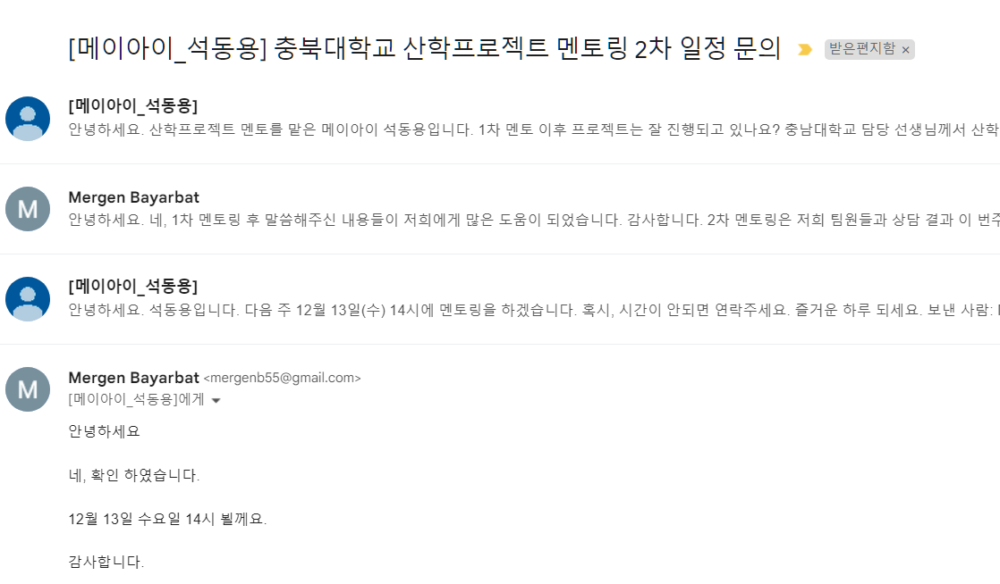 [메이아이_석동용] 충북대학교 산학프로젝트 멘토링 2차 일정 문의
받은편지함 ×
[메이아이_석동용]
안녕하세요. 산학프로젝트 멘토를 맡은 메이아이 석동용입니다. 1차 멘토 이후 프로젝트는 잘 진행되고 있나요? 충남대학교 담당 선생님께서 산학
M
Mergen Bayarbat
안녕하세요. 네, 1차 멘토링 후 말씀해주신 내용들이 저희에게 많은 도움이 되었습니다. 감사합니다. 2차 멘토링은 저희 팀원들과 상담 결과 이 번주
[메이아이_석동용]
안녕하세요. 석동용입니다. 다음 주 12월 13일(수) 14시에 멘토링을 하겠습니다. 혹시, 시간이 안되면 연락주세요. 즐거운 하루 되세요. 보낸 사람:
M
Mergen Bayarbat <mergenb55@gmail.com>
[메이아이_석동용]에게
안녕하세요
네, 확인 하였습니다.
12월 13일 수요일 14시 뵐께요.
감사합니다.